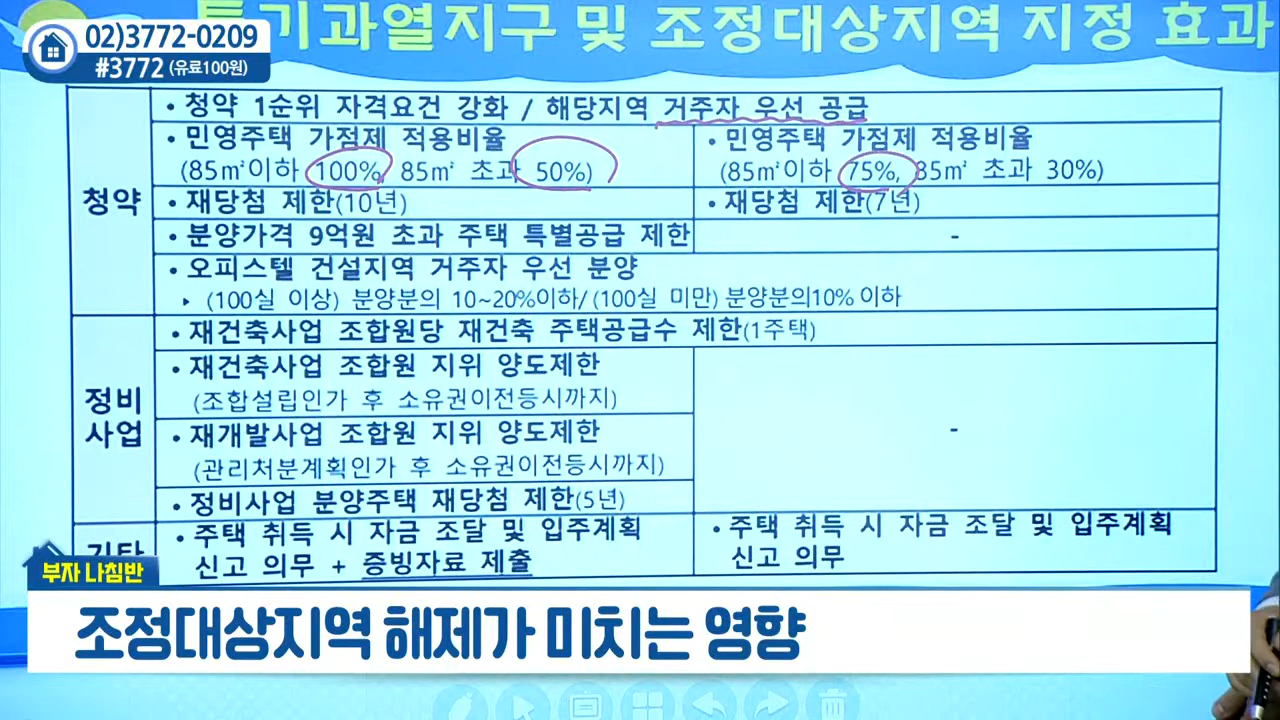 02)3772-0209
#3772 (유료100원)
투기과열지구 및 조정대상지역 지정 효과
청약
• 청약 1순위 자격요건 강화 / 해당지역 거주자 우선 공급
• 민영주택 가점제 적용비율
(85㎡이하 100%, 85㎡ 초과 50%)
• 민영주택 가점제 적용비율
(85㎡이하 75%, 85㎡ 초과 30%)
• 재당첨 제한(10년)
• 재당첨 제한(7년)
• 분양가격 9억원 초과 주택 특별공급 제한
-
• 오피스텔 건설지역 거주자 우선 분양
▸ (100실 이상) 분양분의 10~20%이하/ (100실 미만) 분양분의10% 이하
정비
사업
• 재건축사업 조합원당 재건축 주택공급수 제한(1주택)
• 재건축사업 조합원 지위 양도제한
(조합설립인가 후 소유권이전등시까지)
• 재개발사업 조합원 지위 양도제한
(관리처분계획인가 후 소유권이전등시까지)
• 정비사업 분양주택 재당첨 제한(5년)
-
기타
• 주택 취득 시 자금 조달 및 입주계획
신고 의무 + 증빙자료 제출
• 주택 취득 시 자금 조달 및 입주계획
신고 의무
부자 나침반
조정대상지역 해제가 미치는 영향